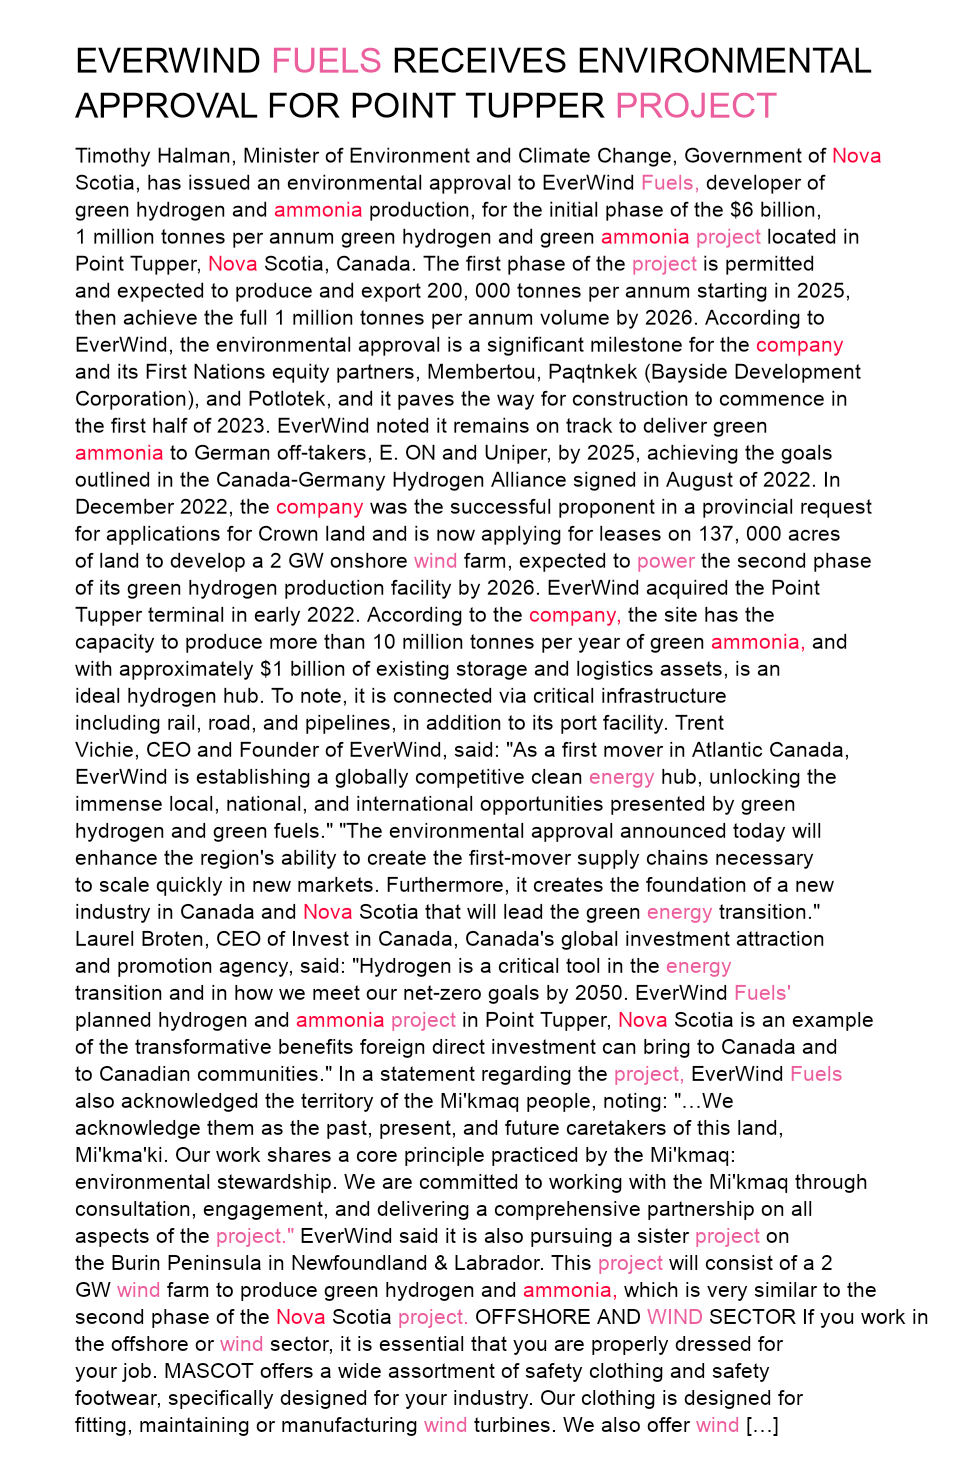 EVERWIND FUELS RECEIVES ENVIRONMENTAL
APPROVAL FOR POINT TUPPER PROJECT
Timothy Halman, Minister of Environment and Climate Change, Government of Nova
Scotia, has issued an environmental approval to EverWind Fuels, developer of
green hydrogen and ammonia production, for the initial phase of the $6 billion,
1 million tonnes per annum green hydrogen and green ammonia project located in
Point Tupper, Nova Scotia, Canada. The first phase of the project is permitted
and expected to produce and export 200, 000 tonnes per annum starting in 2025,
then achieve the full 1 million tonnes per annum volume by 2026. According to
EverWind, the environmental approval is a significant milestone for the company
and its First Nations equity partners, Membertou, Paqtnkek (Bayside Development
Corporation), and Potlotek, and it paves the way for construction to commence in
the first half of 2023. EverWind noted it remains on track to deliver green
ammonia to German off-takers, E. ON and Uniper, by 2025, achieving the goals
outlined in the Canada-Germany Hydrogen Alliance signed in August of 2022. In
December 2022, the company was the successful proponent in a provincial request
for applications for Crown land and is now applying for leases on 137, 000 acres
of land to develop a 2 GW onshore wind farm, expected to power the second phase
of its green hydrogen production facility by 2026. EverWind acquired the Point
Tupper terminal in early 2022. According to the company, the site has the
capacity to produce more than 10 million tonnes per year of green ammonia, and
with approximately $1 billion of existing storage and logistics assets, is an
ideal hydrogen hub. To note, it is connected via critical infrastructure
including rail, road, and pipelines, in addition to its port facility. Trent
Vichie, CEO and Founder of EverWind, said: "As a first mover in Atlantic Canada,
EverWind is establishing a globally competitive clean energy hub, unlocking the
immense local, national, and international opportunities presented by green
hydrogen and green fuels." "The environmental approval announced today will
enhance the region's ability to create the first-mover supply chains necessary
to scale quickly in new markets. Furthermore, it creates the foundation of a new
industry in Canada and Nova Scotia that will lead the green energy transition."
Laurel Broten, CEO of Invest in Canada, Canada's global investment attraction
and promotion agency, said: "Hydrogen is a critical tool in the energy
transition and in how we meet our net-zero goals by 2050. EverWind Fuels'
planned hydrogen and ammonia project in Point Tupper, Nova Scotia is an example
of the transformative benefits foreign direct investment can bring to Canada and
to Canadian communities." In a statement regarding the project, EverWind Fuels
also acknowledged the territory of the Mi'kmaq people, noting: "…We
acknowledge them as the past, present, and future caretakers of this land,
Mi'kma'ki. Our work shares a core principle practiced by the Mi'kmaq:
environmental stewardship. We are committed to working with the Mi'kmaq through
consultation, engagement, and delivering a comprehensive partnership on all
aspects of the project." EverWind said it is also pursuing a sister project on
the Burin Peninsula in Newfoundland & Labrador. This project will consist of a 2
GW wind farm to produce green hydrogen and ammonia, which is very similar to the
second phase of the Nova Scotia project. OFFSHORE AND WIND SECTOR If you work in
the offshore or wind sector, it is essential that you are properly dressed for
your job. MASCOT offers a wide assortment of safety clothing and safety
footwear, specifically designed for your industry. Our clothing is designed for
fitting, maintaining or manufacturing wind turbines. We also offer wind […]